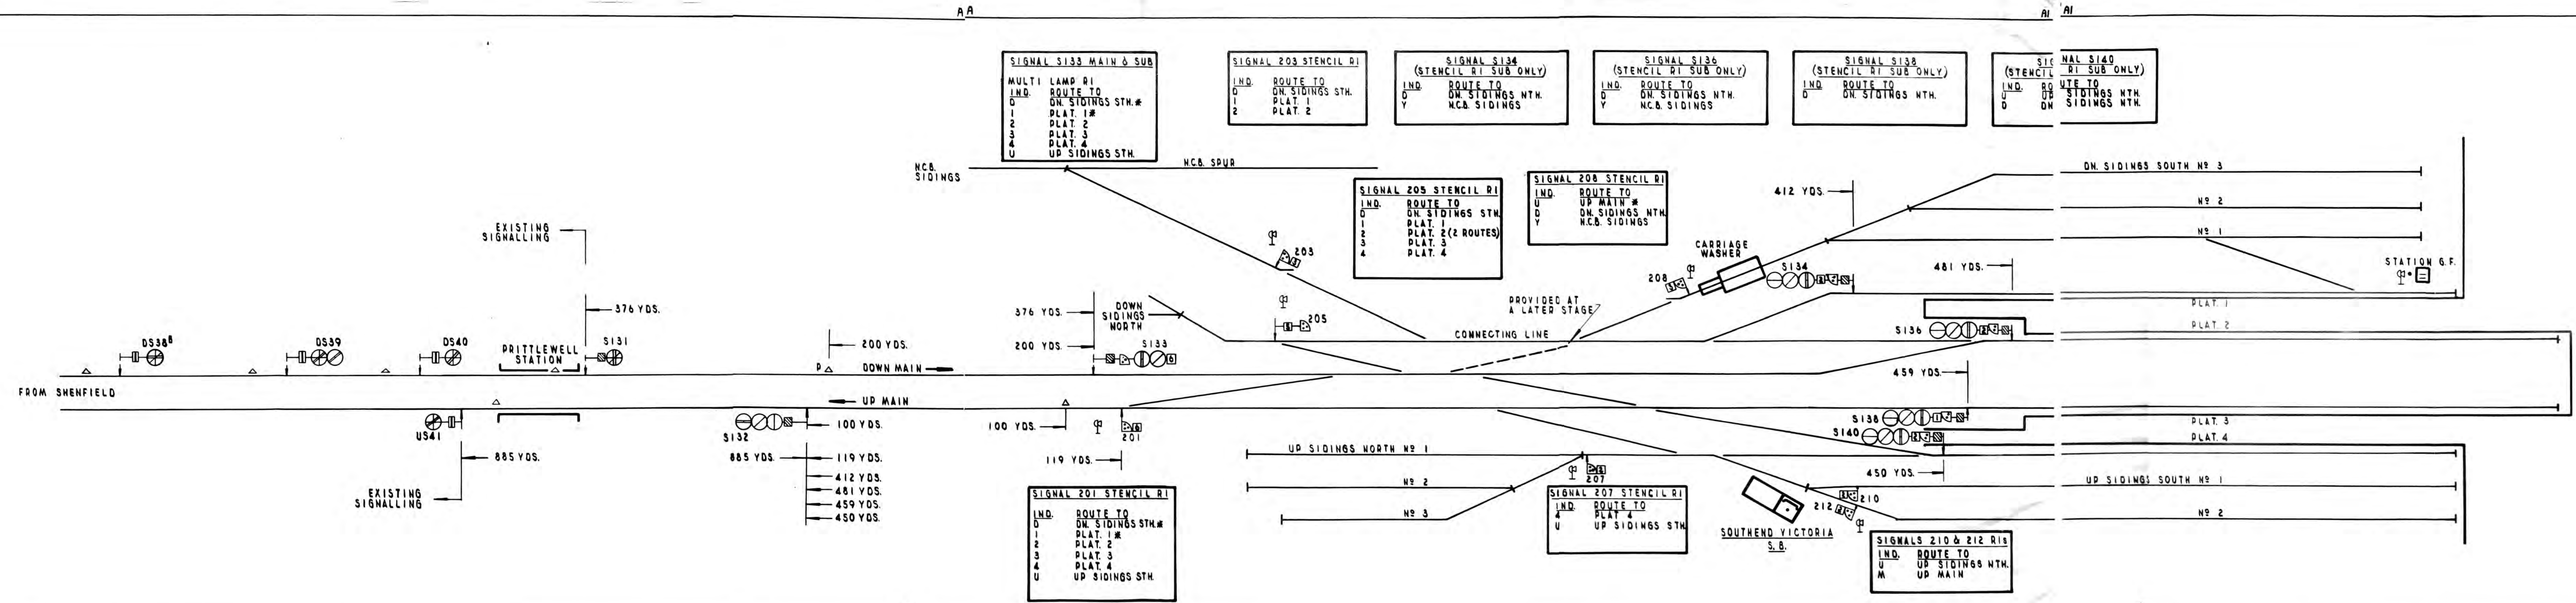 AA
A1 A1
SIGNAL S133 MAIN & SUB
MULTI LAMP RI
IND. ROUTE TO
D DN. SIDINGS STH.*
1 PLAT. 1*
2 PLAT. 2
3 PLAT. 3
4 PLAT. 4
U UP SIDINGS STH.
SIGNAL 203 STENCIL RI
IND. ROUTE TO
D DN. SIDINGS STH.
1 PLAT. 1
2 PLAT. 2
SIGNAL S134
(STENCIL RI SUB ONLY)
IND. ROUTE TO
D DN. SIDINGS NTH.
Y N.C.B. SIDINGS
SIGNAL S136
(STENCIL RI SUB ONLY)
IND. ROUTE TO
D DN. SIDINGS NTH.
Y N.C.B. SIDINGS
SIGNAL S138
(STENCIL RI SUB ONLY)
IND. ROUTE TO
D DN. SIDINGS NTH.
SIGNAL S140
(STENCIL RI SUB ONLY)
IND. ROUTE TO
U UP SIDINGS NTH.
D DN SIDINGS NTH.
N.C.B. SIDINGS
N.C.B. SPUR
SIGNAL 205 STENCIL RI
IND. ROUTE TO
D DN. SIDINGS STH.
1 PLAT. 1
2 PLAT. 2 (2 ROUTES)
3 PLAT. 3
4 PLAT. 4
SIGNAL 208 STENCIL RI
IND. ROUTE TO
U UP MAIN *
D DN. SIDINGS NTH.
Y N.C.B. SIDINGS
412 YDS.
DN. SIDINGS SOUTH Nº 3
Nº 2
Nº 1
EXISTING
SIGNALLING
203
CARRIAGE
WASHER
208
S134
481 YDS.
STATION G.F.
376 YDS.
376 YDS.
DOWN
SIDINGS
NORTH
205
PROVIDED AT
A LATER STAGE
CONNECTING LINE
PLAT. 1
PLAT. 2
S136
DS38ᴿ
DS39
DS40
PRITTLEWELL
STATION
S131
200 YDS.
200 YDS.
S133
P
DOWN MAIN
459 YDS.
FROM SHENFIELD
UP MAIN
US41
S132
100 YDS.
100 YDS.
201
S138
S140
PLAT. 3
PLAT. 4
885 YDS.
885 YDS.
119 YDS.
412 YDS.
481 YDS.
459 YDS.
450 YDS.
119 YDS.
UP SIDINGS NORTH Nº 1
Nº 2
Nº 3
207
450 YDS.
UP SIDINGS SOUTH Nº 1
Nº 2
210
212
EXISTING
SIGNALLING
SIGNAL 201 STENCIL RI
IND. ROUTE TO
D DN. SIDINGS STH.*
1 PLAT. 1*
2 PLAT. 2
3 PLAT. 3
4 PLAT. 4
U UP SIDINGS STH.
SIGNAL 207 STENCIL RI
IND. ROUTE TO
4 PLAT 4
U UP SIDINGS STH.
SOUTHEND VICTORIA
S.B.
SIGNALS 210 & 212 RIs
IND. ROUTE TO
U UP SIDINGS NTH.
M UP MAIN